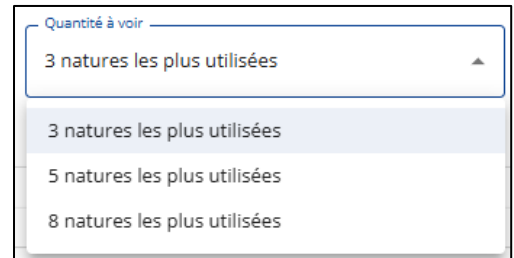 Quantité à voir
3 natures les plus utilisées
3 natures les plus utilisées
5 natures les plus utilisées
8 natures les plus utilisées